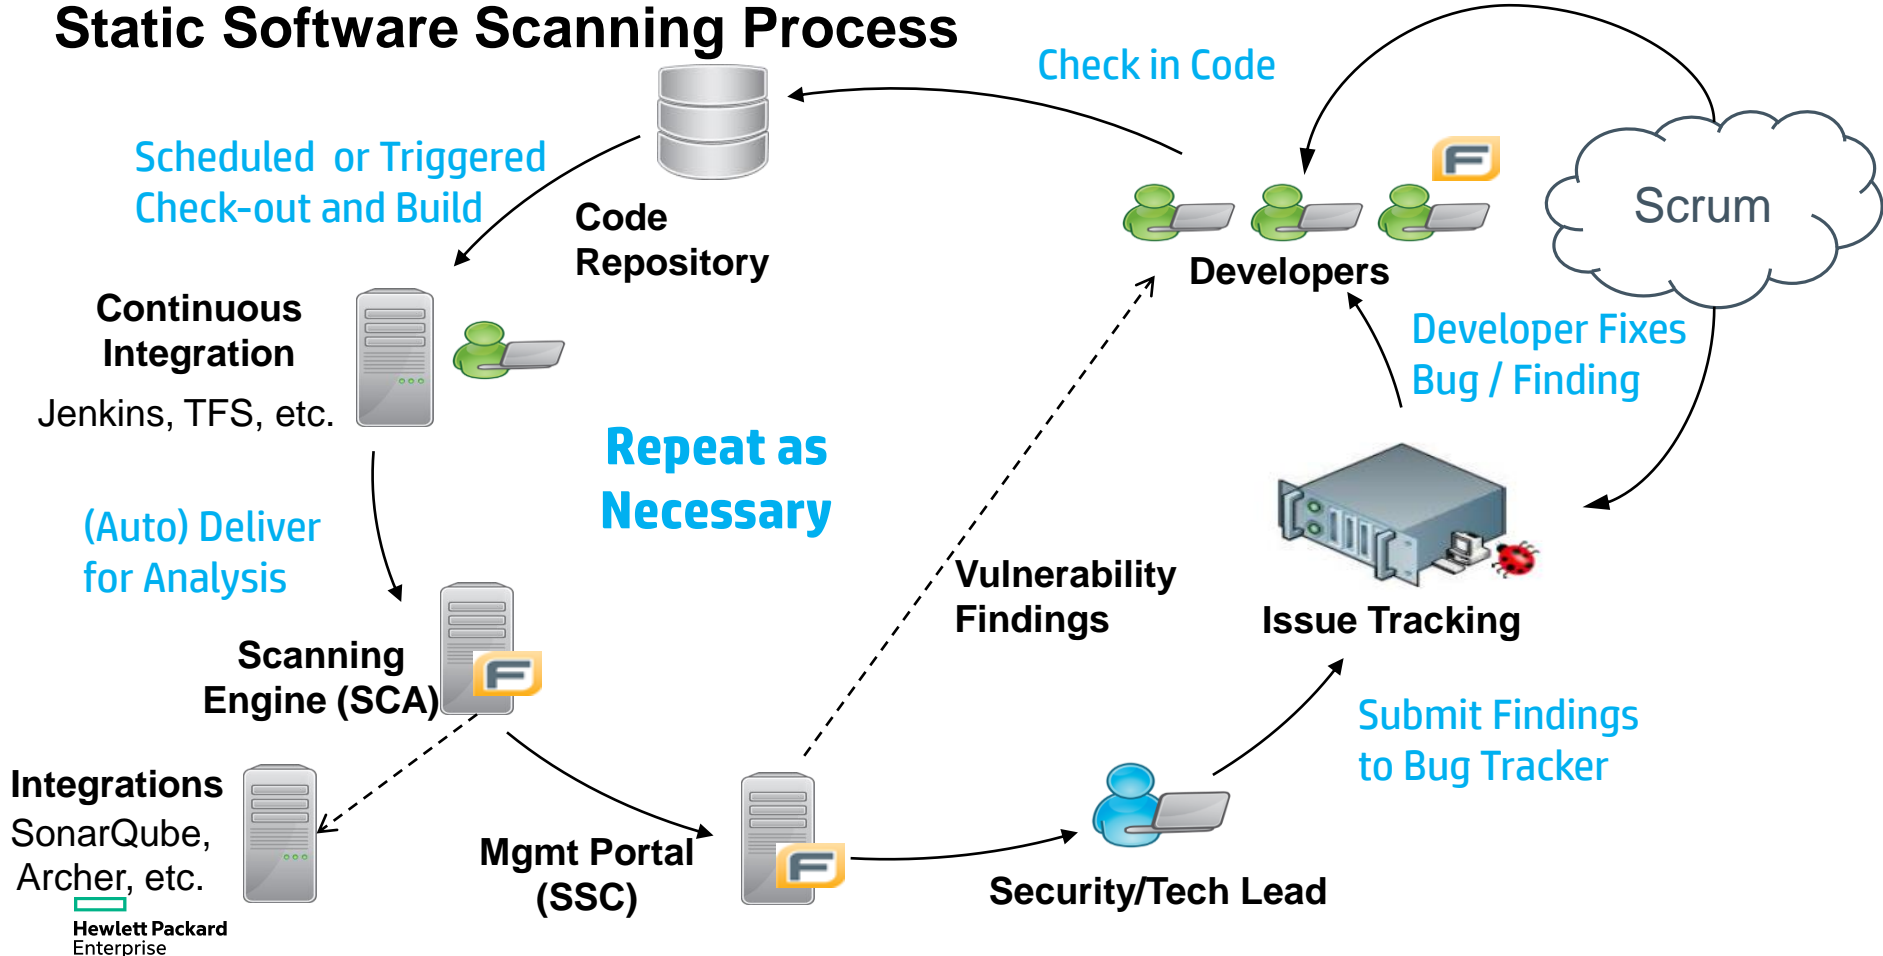 Static Software Scanning Process
Check in Code
Scheduled or Triggered
Check-out and Build
Code
Repository
Developers
Scrum
Continuous
Integration
Jenkins, TFS, etc.
Developer Fixes
Bug / Finding
Repeat as
Necessary
(Auto) Deliver
for Analysis
Vulnerability
Findings
Issue Tracking
Scanning
Engine (SCA)
F
Submit Findings
to Bug Tracker
Integrations
SonarQube,
Archer, etc.
Mgmt Portal
(SSC)
F
Security/Tech Lead
Hewlett Packard
Enterprise
F